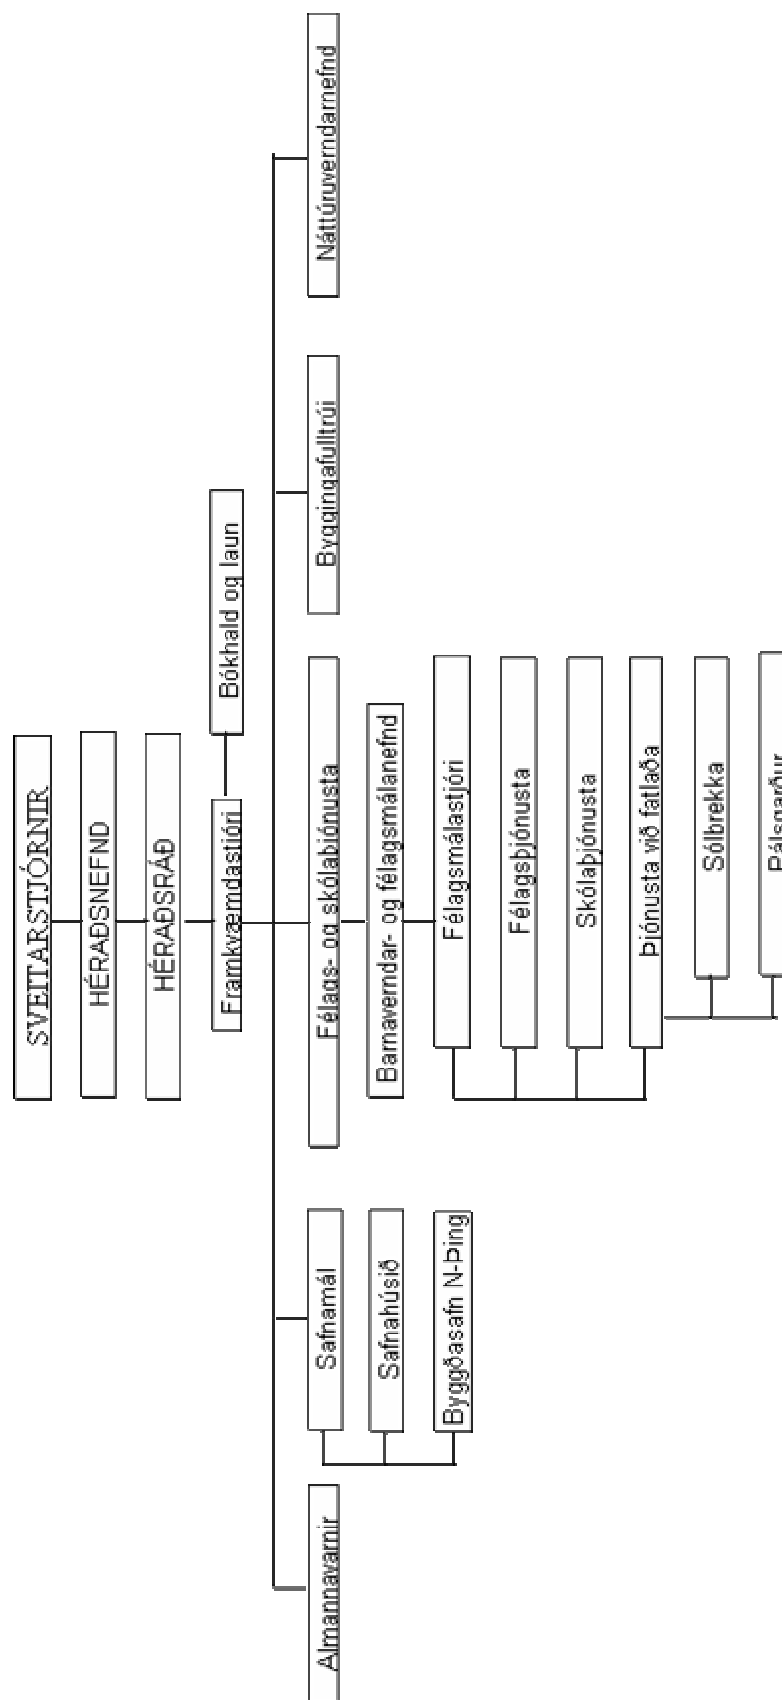 SVEITARSTJÓRNIR
HÉRAÐSNEFND
HÉRAÐSRÁÐ
Framkvæmdastjóri
Bókhald og laun
Almannavarnir
Safnamál
Félags- og skólaþjónusta
Byggingafulltrúi
Náttúruverndarnefnd
Safnahúsið
Barnaverndar- og félagsmálanefnd
Byggðasafn N-Þing
Félagsmálastjóri
Félagsþjónusta
Skólaþjónusta
Þjónusta við fatlaða
Sólbrekka
Pálsgarður